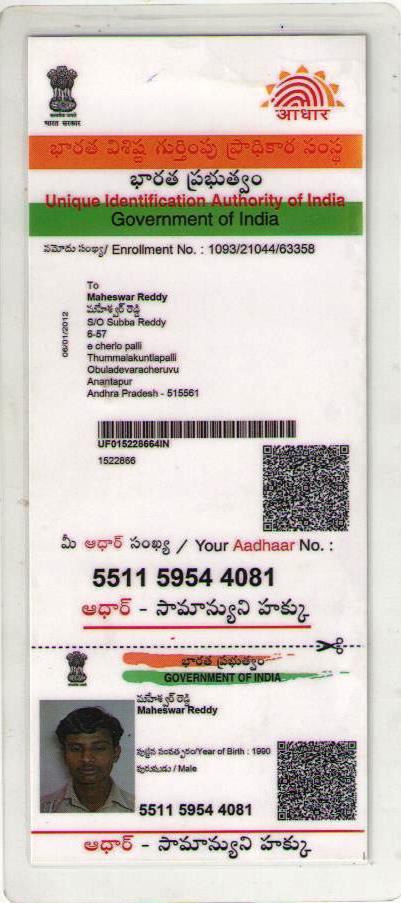 भारत सरकार
आधार
భారత విశిష్ట గుర్తింపు ప్రాధికార సంస్థ
భారత ప్రభుత్వం
Unique Identification Authority of India
Government of India
నమోదు సంఖ్య/ Enrollment No. : 1093/21044/63358
06/01/2012
To
Maheswar Reddy
మహేశ్వర్ రెడ్డి
S/O Subba Reddy
6-57
e cherlo palli
Thummalakuntlapalli
Obuladevaracheruvu
Anantapur
Andhra Pradesh - 515561
UF015228664IN
1522866
మీ ఆధార్ సంఖ్య / Your Aadhaar No. :
5511 5954 4081
ఆధార్ - సామాన్యుని హక్కు
భారత ప్రభుత్వం
GOVERNMENT OF INDIA
మహేశ్వర్ రెడ్డి
Maheswar Reddy
పుట్టిన సంవత్సరం/Year of Birth : 1990
పురుషుడు / Male
5511 5954 4081
ఆధార్ - సామాన్యుని హక్కు